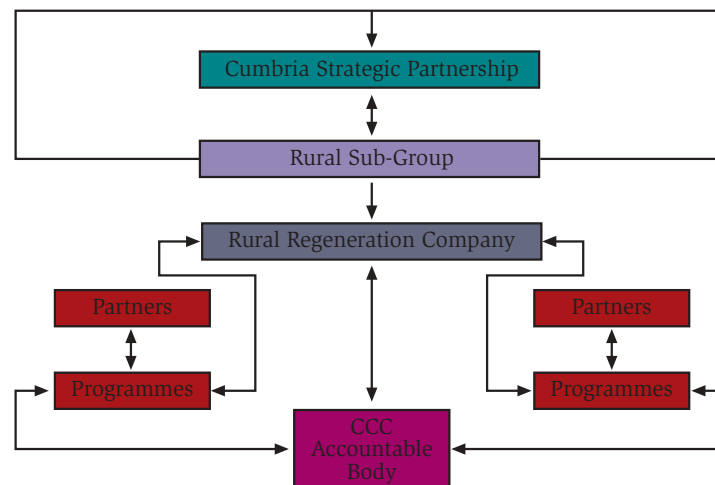 Cumbria Strategic Partnership
Rural Sub-Group
Rural Regeneration Company
Partners
Partners
Programmes
Programmes
CCC
Accountable
Body